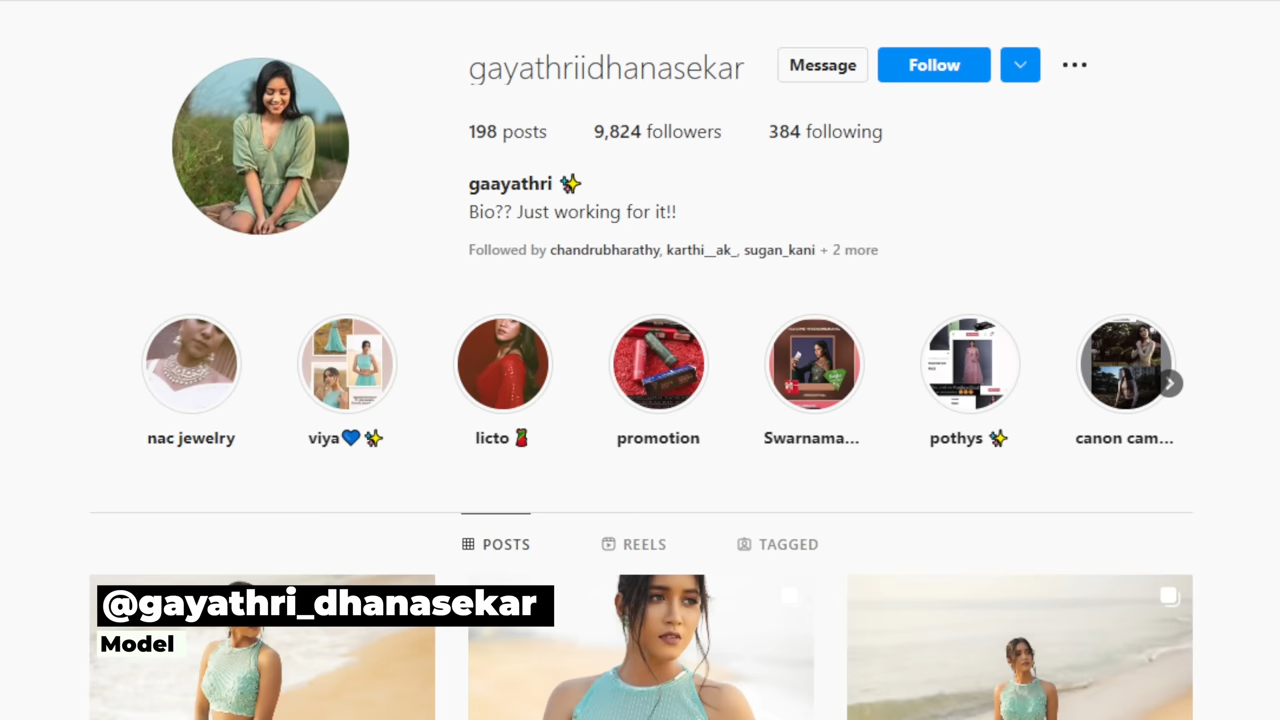 gayathriidhanasekar Message Follow
198 posts 9,824 followers 384 following
gaayathri ✨
Bio?? Just working for it!!
Followed by chandrubharathy, karthi__ak_, sugan_kani + 2 more
nac jewelry viya💙✨ licto 💃 promotion Swarnama... pothys ✨ canon cam...
POSTS REELS TAGGED
@gayathri_dhanasekar
Model